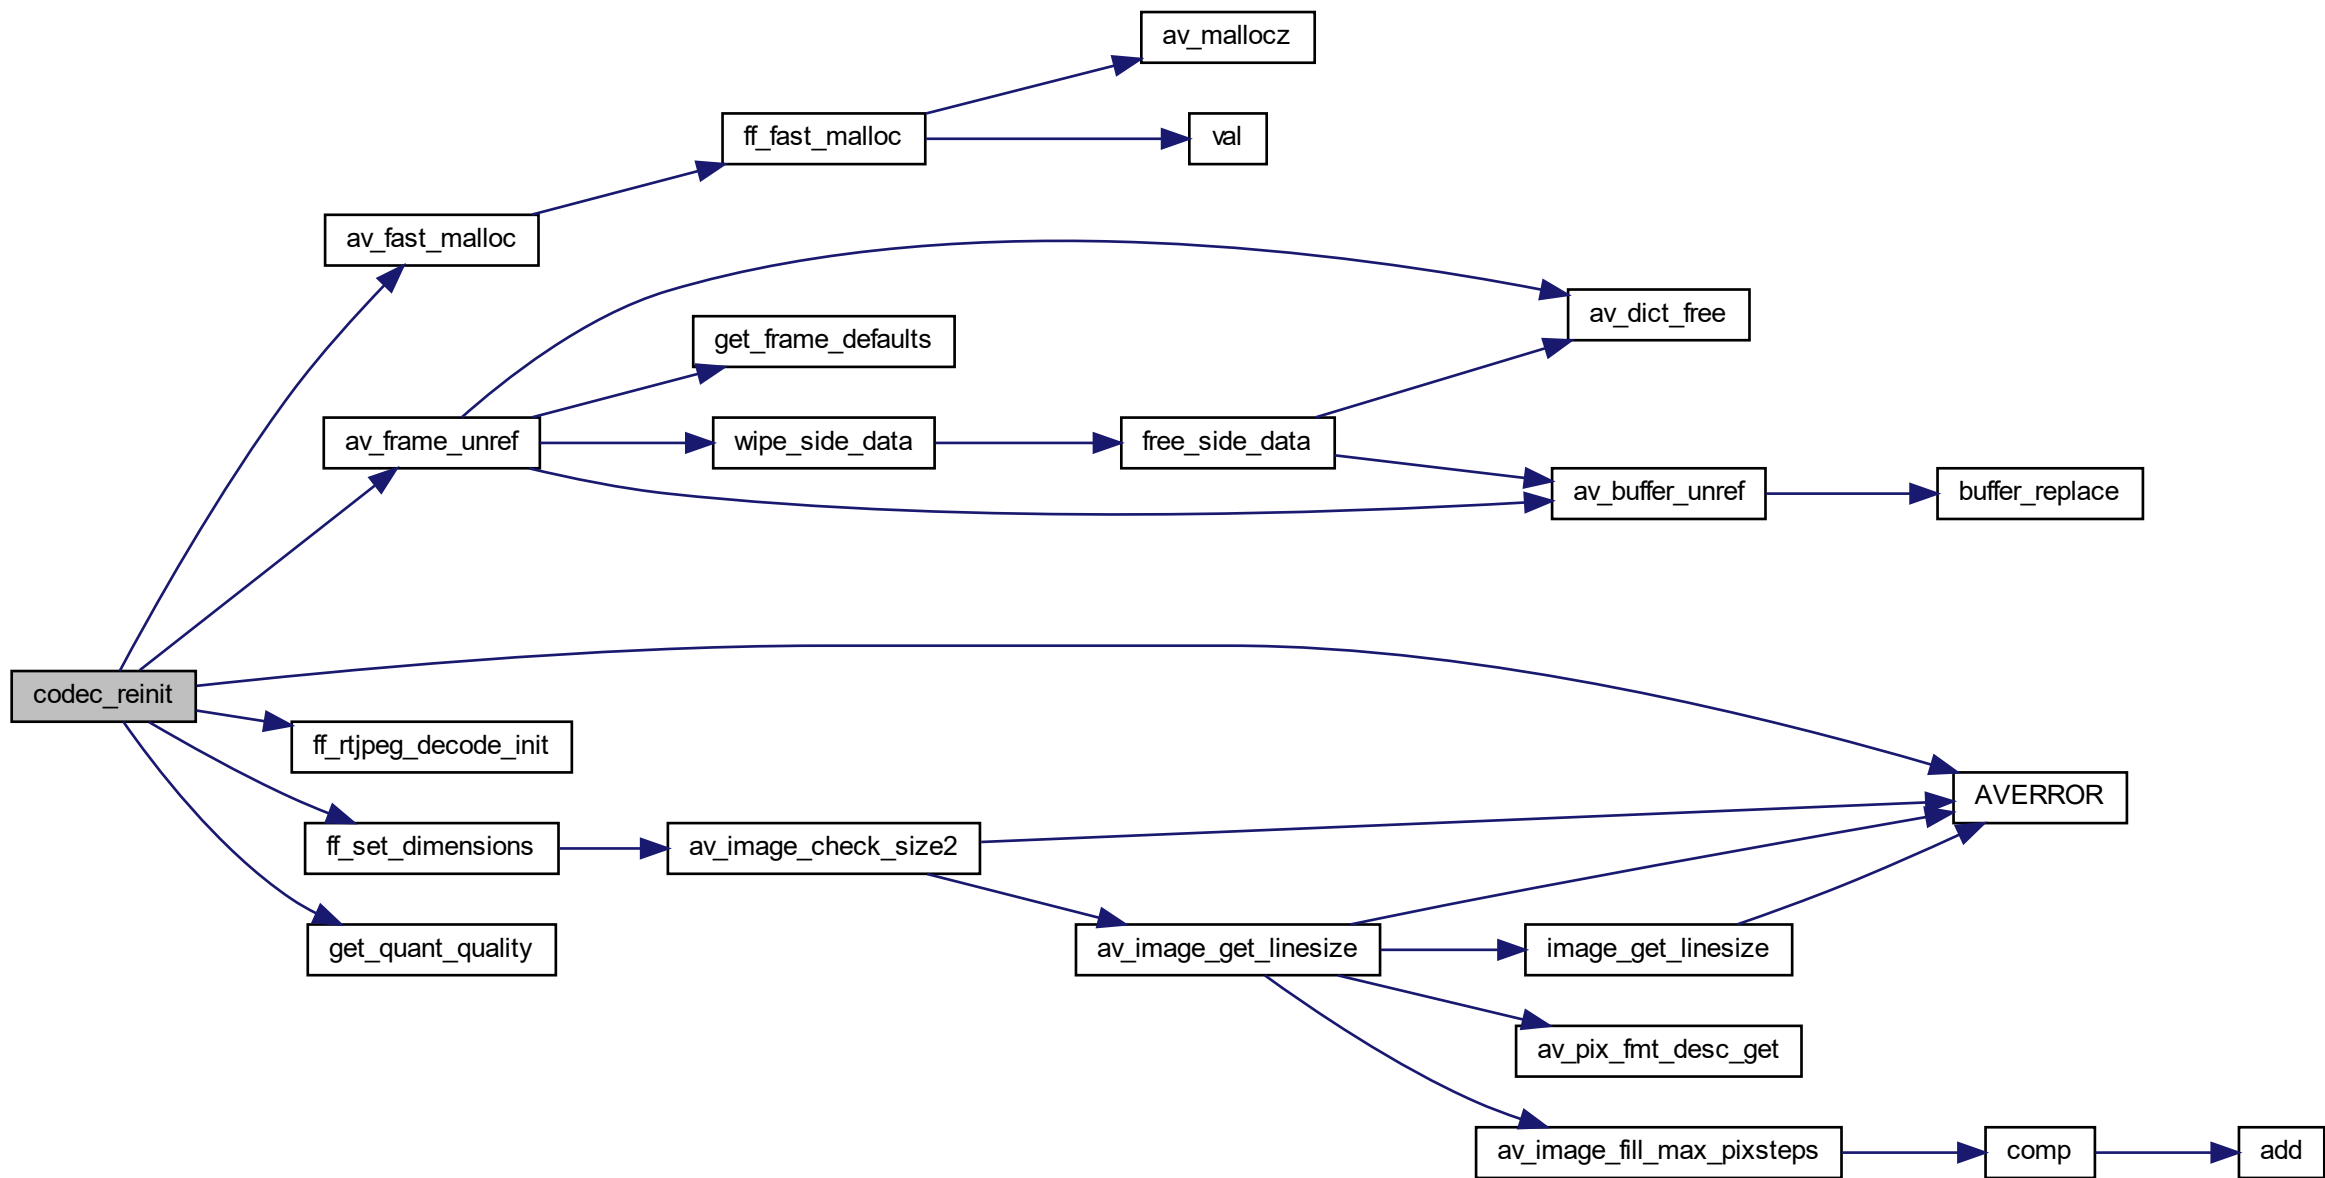 av_mallocz
ff_fast_malloc
val
av_fast_malloc
av_dict_free
get_frame_defaults
av_frame_unref
wipe_side_data
free_side_data
av_buffer_unref
buffer_replace
codec_reinit
ff_rtjpeg_decode_init
AVERROR
ff_set_dimensions
av_image_check_size2
get_quant_quality
av_image_get_linesize
image_get_linesize
av_pix_fmt_desc_get
av_image_fill_max_pixsteps
comp
add